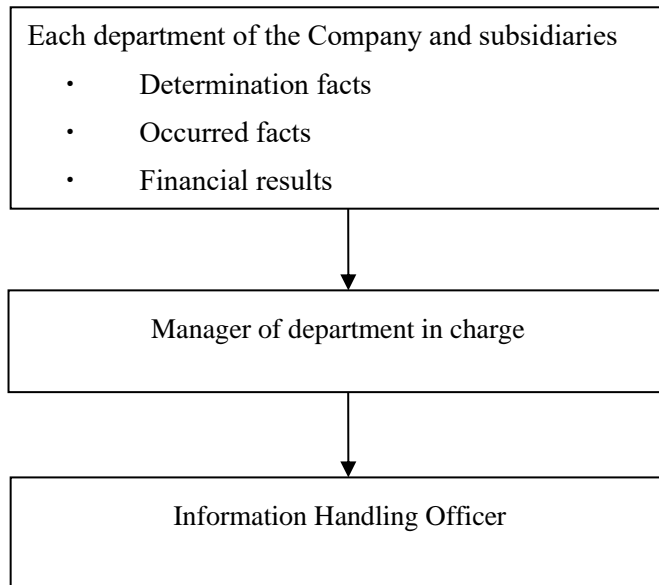 Each department of the Company and subsidiaries
・ Determination facts
・ Occurred facts
・ Financial results
Manager of department in charge
Information Handling Officer